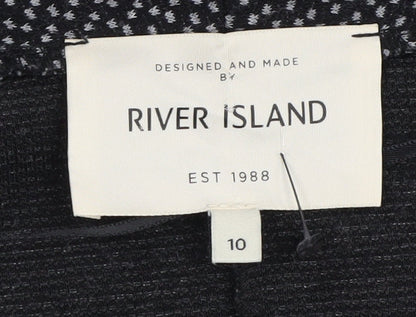 DESIGNED AND MADE
BY
RIVER ISLAND
EST 1988
10